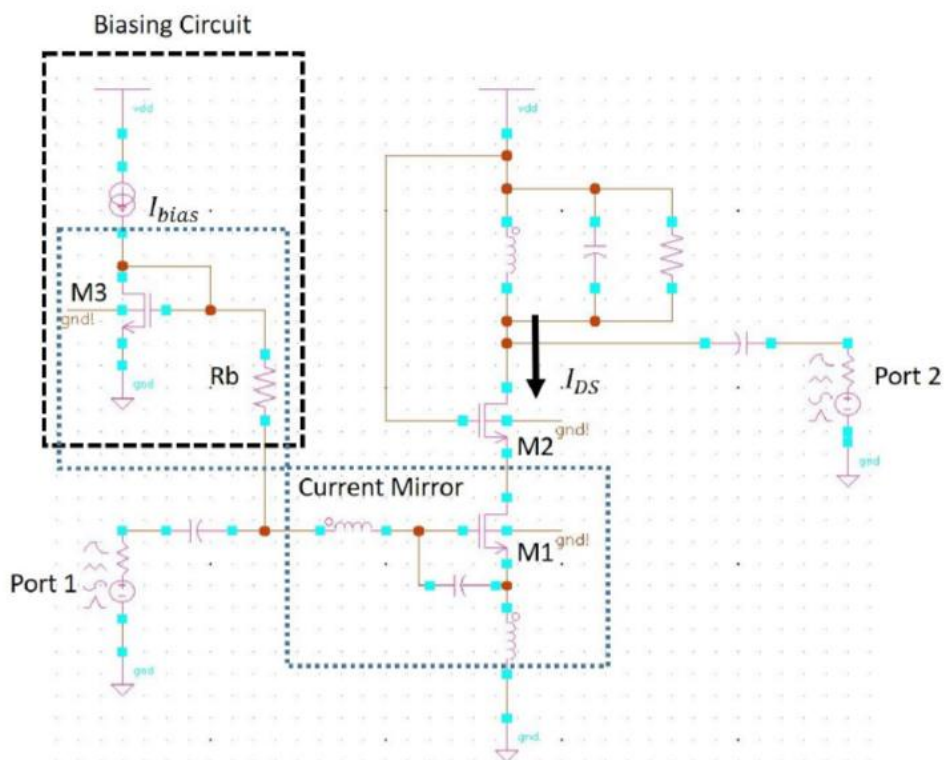 Biasing Circuit
vdd
vdd
I_bias
M3
gnd!
gnd
Rb
I_DS
Port 2
gnd!
M2
gnd
Current Mirror
gnd!
M1
Port 1
gnd
gnd